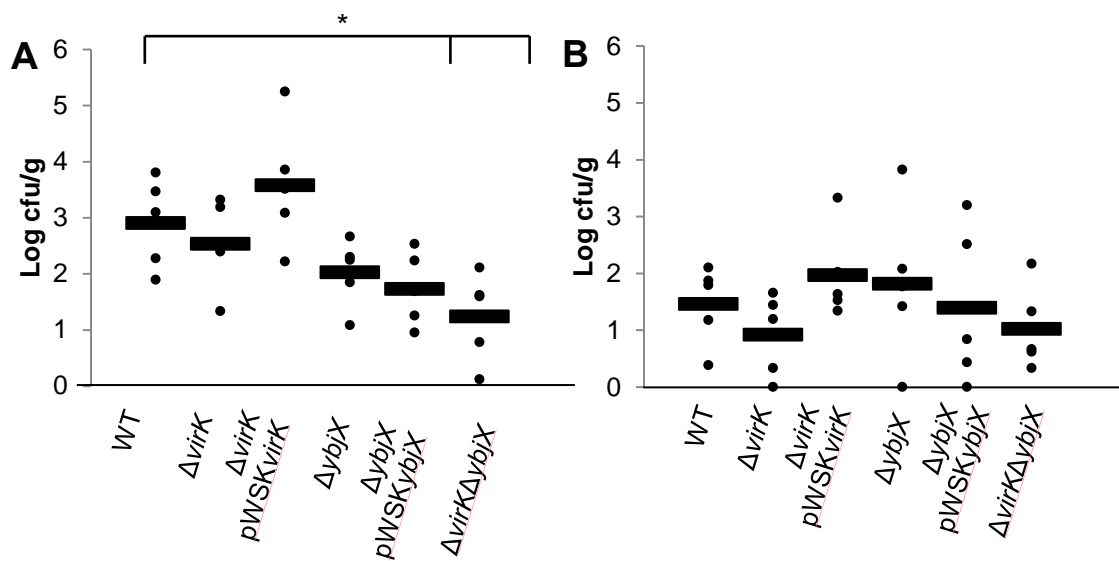 *
A
6
5
4
3
2
1
0
Log cfu/g
WT
ΔvirK
ΔvirK
pWSKvirK
ΔybjX
ΔybjX
pWSKybjX
ΔvirKΔybjX
B
6
5
4
3
2
1
0
Log cfu/g
WT
ΔvirK
ΔvirK
pWSKvirK
ΔybjX
ΔybjX
pWSKybjX
ΔvirKΔybjX